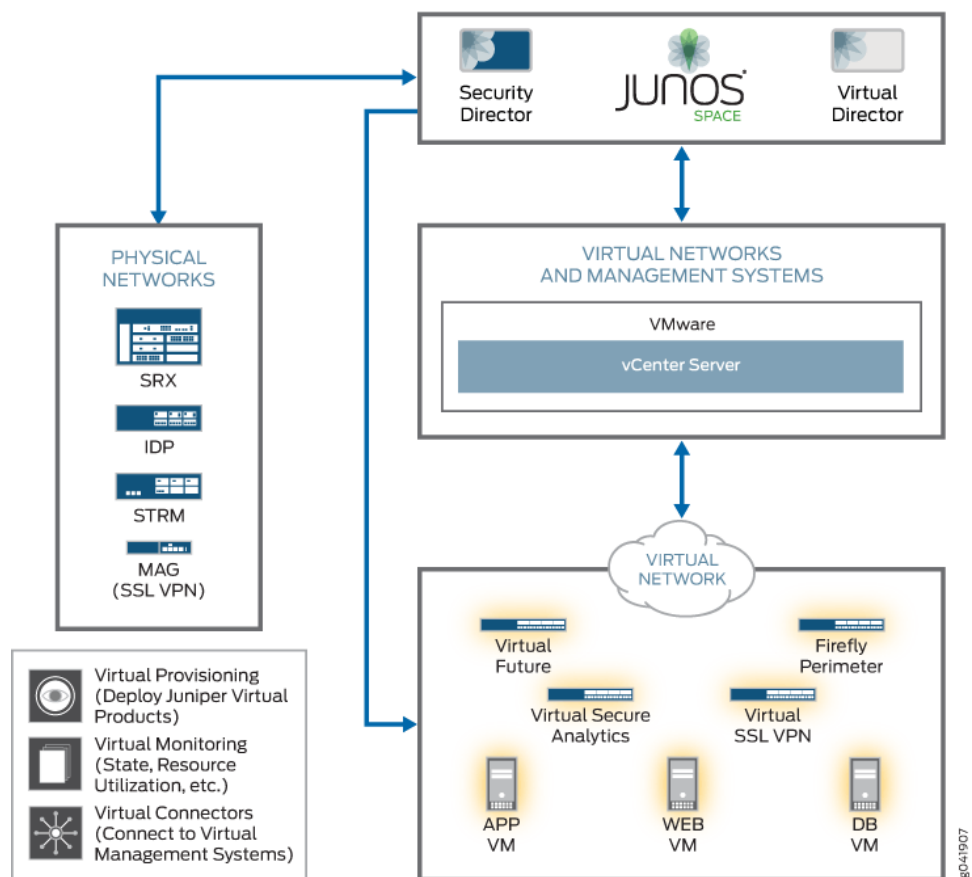 Security
Director
JUNOS
SPACE
Virtual
Director
PHYSICAL
NETWORKS
SRX
IDP
STRM
MAG
(SSL VPN)
VIRTUAL NETWORKS
AND MANAGEMENT SYSTEMS
VMware
vCenter Server
VIRTUAL
NETWORK
Virtual
Future
Firefly
Perimeter
Virtual Secure
Analytics
Virtual
SSL VPN
APP
VM
WEB
VM
DB
VM
Virtual Provisioning
(Deploy Juniper Virtual
Products)
Virtual Monitoring
(State, Resource
Utilization, etc.)
Virtual Connectors
(Connect to Virtual
Management Systems)
g041907